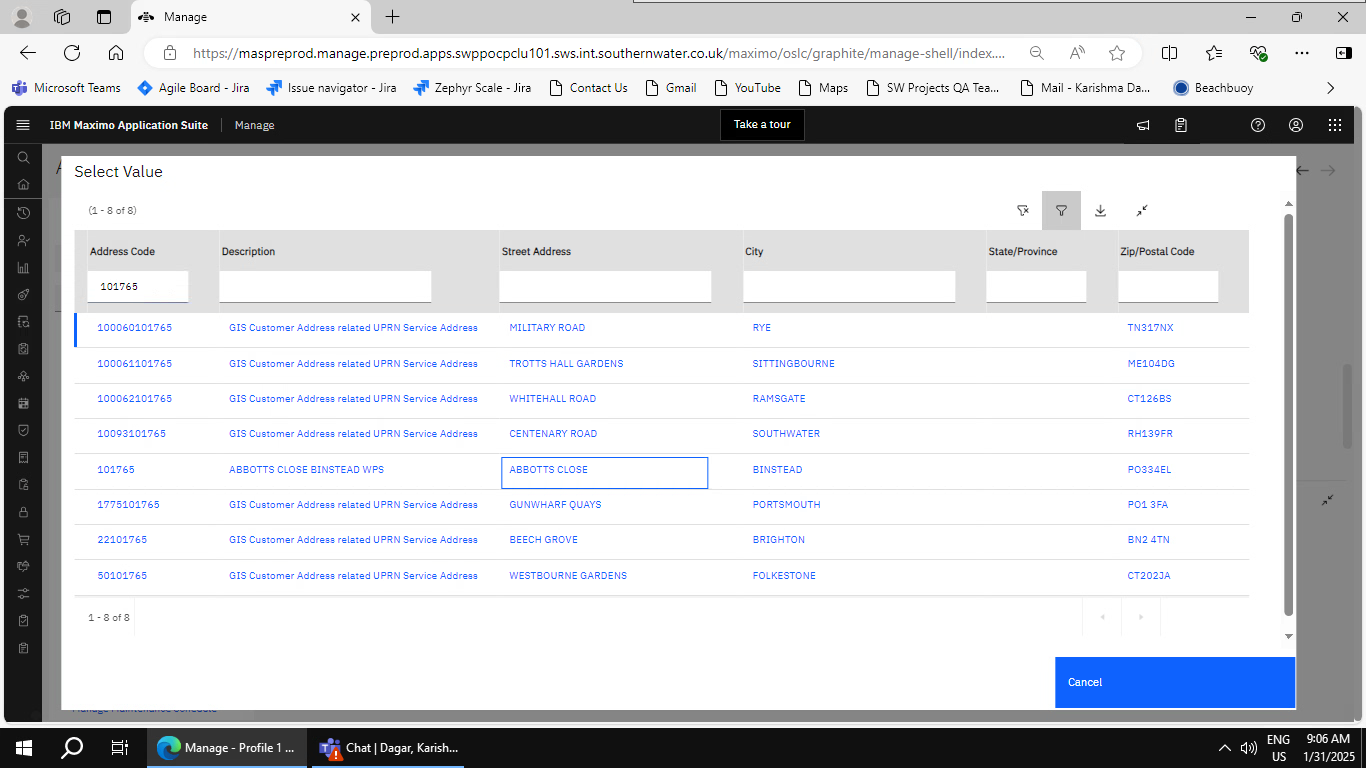 Manage
https://maspreprod.manage.preprod.apps.swppocpclu101.sws.int.southernwater.co.uk/maximo/oslc/graphite/manage-shell/index....
Microsoft Teams Agile Board - Jira Issue navigator - Jira Zephyr Scale - Jira Contact Us Gmail YouTube Maps SW Projects QA Tea... Mail - Karishma Da... Beachbuoy
IBM Maximo Application Suite Manage Take a tour
Select Value
(1 - 8 of 8)
Address Code Description Street Address City State/Province Zip/Postal Code
101765
100060101765 GIS Customer Address related UPRN Service Address MILITARY ROAD RYE TN317NX
100061101765 GIS Customer Address related UPRN Service Address TROTTS HALL GARDENS SITTINGBOURNE ME104DG
100062101765 GIS Customer Address related UPRN Service Address WHITEHALL ROAD RAMSGATE CT126BS
10093101765 GIS Customer Address related UPRN Service Address CENTENARY ROAD SOUTHWATER RH139FR
101765 ABBOTTS CLOSE BINSTEAD WPS ABBOTTS CLOSE BINSTEAD PO334EL
1775101765 GIS Customer Address related UPRN Service Address GUNWHARF QUAYS PORTSMOUTH PO1 3FA
22101765 GIS Customer Address related UPRN Service Address BEECH GROVE BRIGHTON BN2 4TN
50101765 GIS Customer Address related UPRN Service Address WESTBOURNE GARDENS FOLKESTONE CT202JA
1 - 8 of 8
Cancel
Manage - Profile 1 ... Chat | Dagar, Karish... ENG 9:06 AM
US 1/31/2025